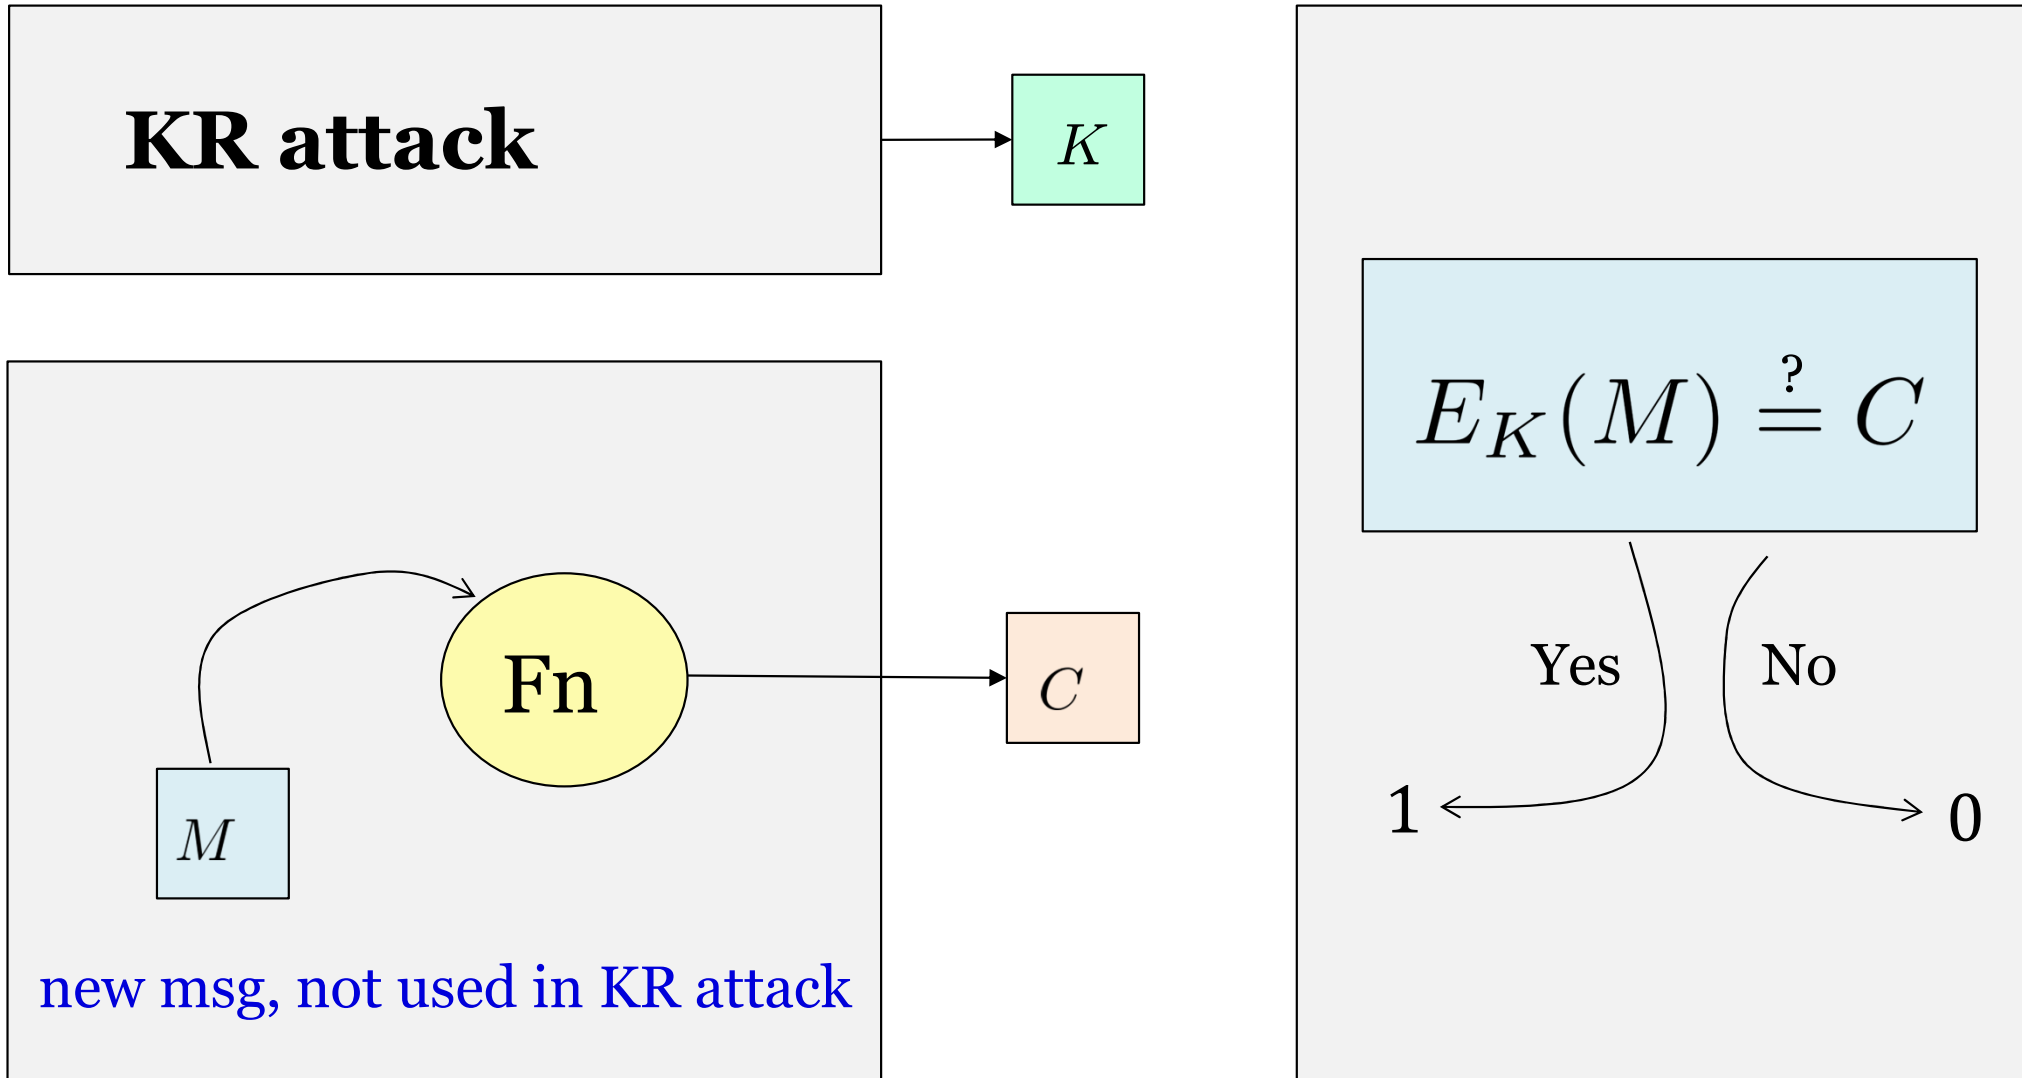 KR attack
K
Fn
C
M
new msg, not used in KR attack
E_K(M) ≟ C
Yes
No
1
0